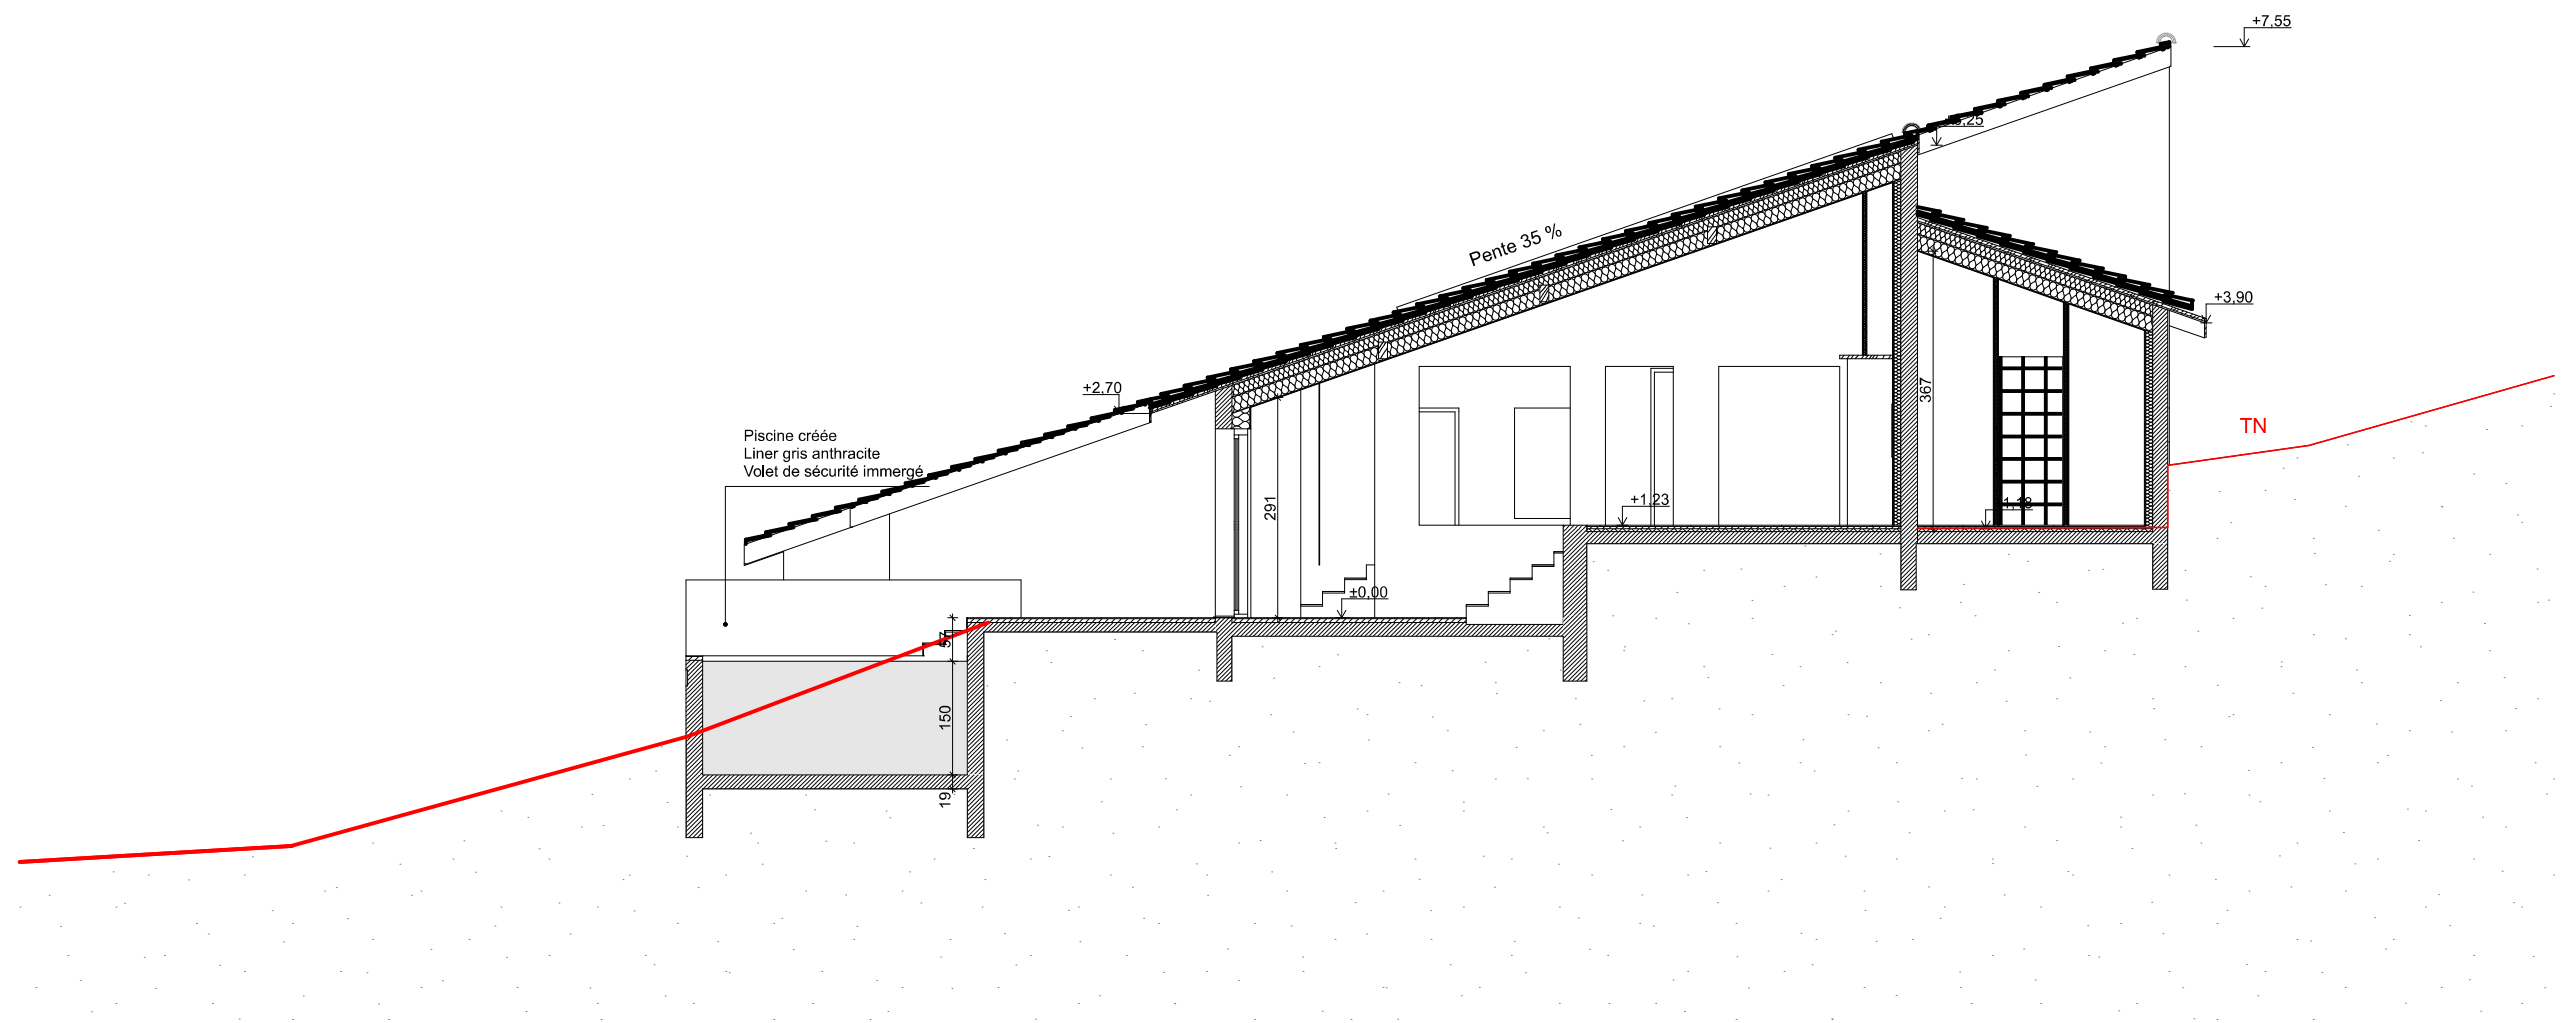 +7,55
Pente 35 %
+3,90
+2,70
367
TN
Piscine créée
Liner gris anthracite
Volet de sécurité immergé
291
+1,23
±0,00
57
150
19